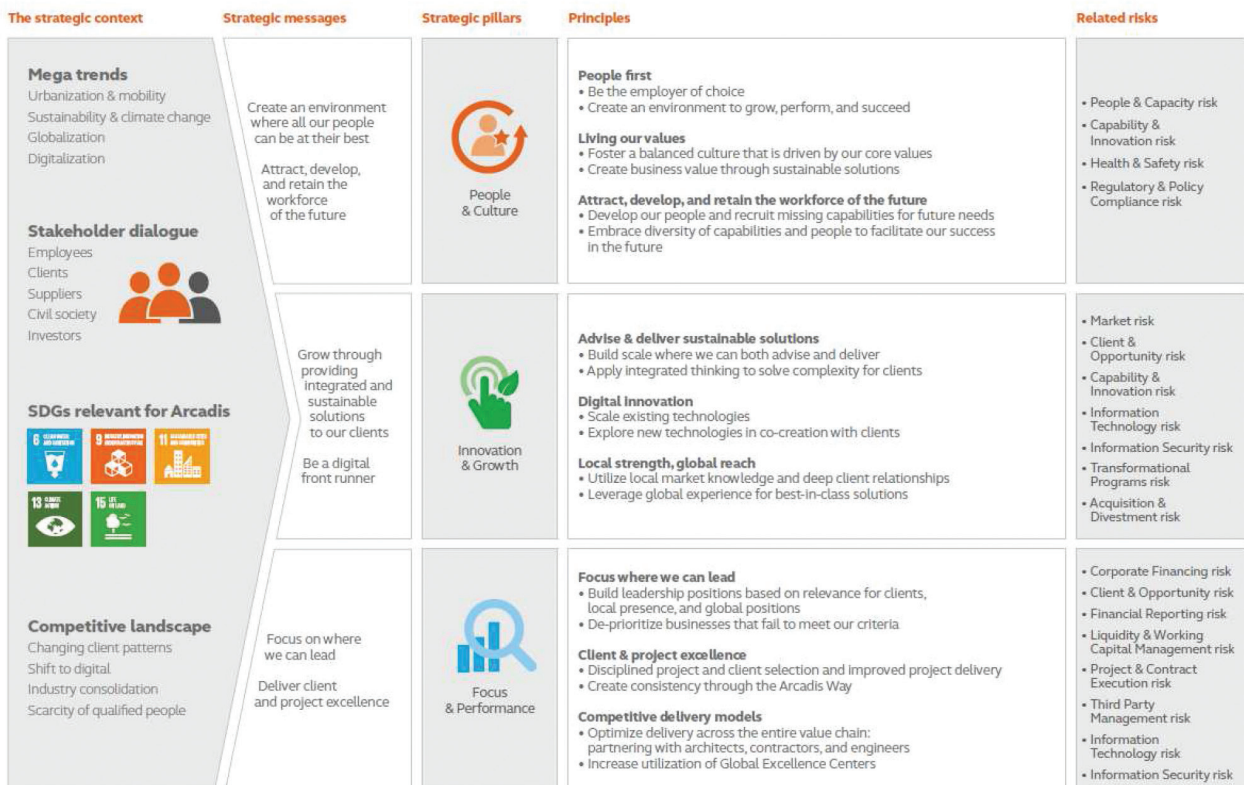 The strategic context
Strategic messages
Strategic pillars
Principles
Related risks
Mega trends
Urbanization & mobility
Sustainability & climate change
Globalization
Digitalization
Stakeholder dialogue
Employees
Clients
Suppliers
Civil society
Investors
SDGs relevant for Arcadis
6 CLEAN WATER
AND SANITATION
9 INDUSTRY, INNOVATION
AND INFRASTRUCTURE
11 SUSTAINABLE CITIES
AND COMMUNITIES
13 CLIMATE
ACTION
15 LIFE
ON LAND
Competitive landscape
Changing client patterns
Shift to digital
Industry consolidation
Scarcity of qualified people
Create an environment
where all our people
can be at their best
Attract, develop,
and retain the
workforce
of the future
People
& Culture
People first
• Be the employer of choice
• Create an environment to grow, perform, and succeed
Living our values
• Foster a balanced culture that is driven by our core values
• Create business value through sustainable solutions
Attract, develop, and retain the workforce of the future
• Develop our people and recruit missing capabilities for future needs
• Embrace diversity of capabilities and people to facilitate our success
in the future
• People & Capacity risk
• Capability &
Innovation risk
• Health & Safety risk
• Regulatory & Policy
Compliance risk
Grow through
providing
integrated and
sustainable
solutions
to our clients
Be a digital
front runner
Innovation
& Growth
Advise & deliver sustainable solutions
• Build scale where we can both advise and deliver
• Apply integrated thinking to solve complexity for clients
Digital innovation
• Scale existing technologies
• Explore new technologies in co-creation with clients
Local strength, global reach
• Utilize local market knowledge and deep client relationships
• Leverage global experience for best-in-class solutions
• Market risk
• Client &
Opportunity risk
• Capability &
Innovation risk
• Information
Technology risk
• Information Security risk
• Transformational
Programs risk
• Acquisition &
Divestment risk
Focus on where
we can lead
Deliver client
and project excellence
Focus
& Performance
Focus where we can lead
• Build leadership positions based on relevance for clients,
local presence, and global positions
• De-prioritize businesses that fail to meet our criteria
Client & project excellence
• Disciplined project and client selection and improved project delivery
• Create consistency through the Arcadis Way
Competitive delivery models
• Optimize delivery across the entire value chain:
partnering with architects, contractors, and engineers
• Increase utilization of Global Excellence Centers
• Corporate Financing risk
• Client & Opportunity risk
• Financial Reporting risk
• Liquidity & Working
Capital Management risk
• Project & Contract
Execution risk
• Third Party
Management risk
• Information
Technology risk
• Information Security risk